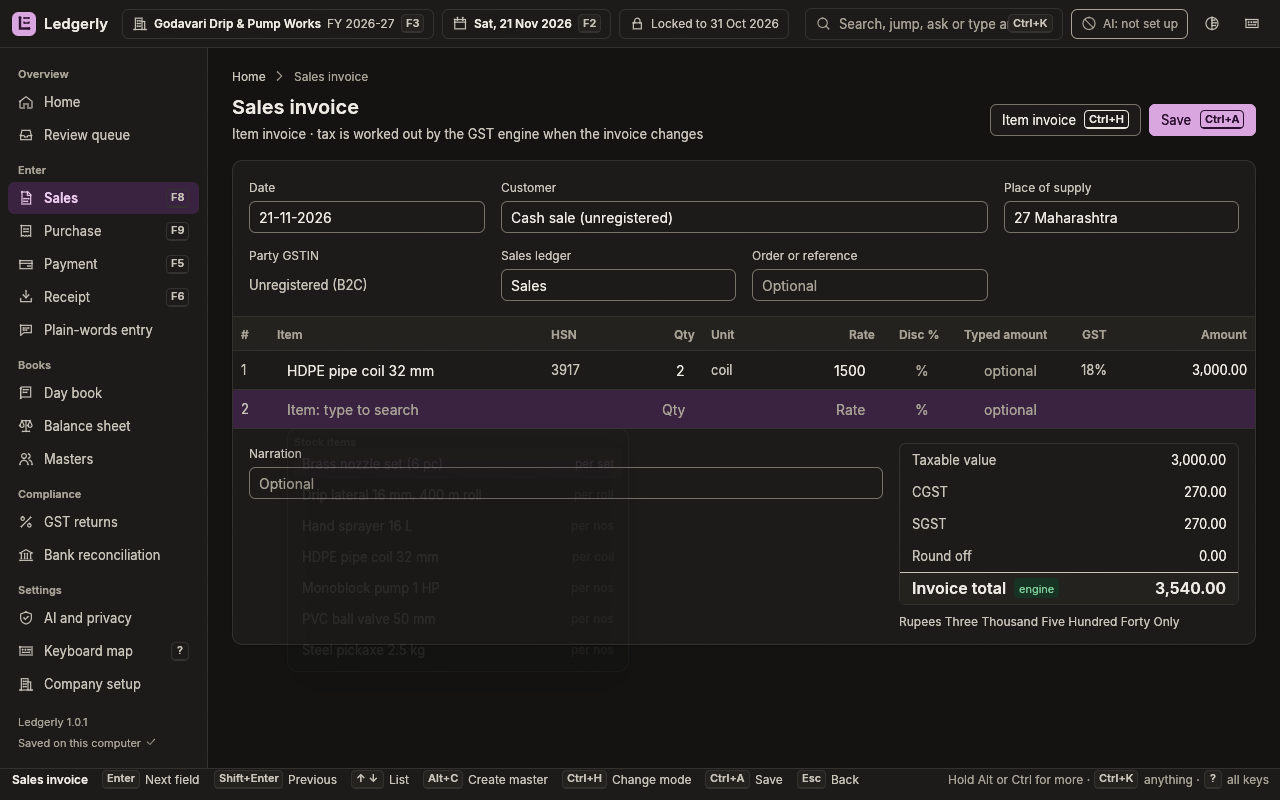 Ledgerly
Godavari Drip & Pump Works FY 2026-27 F3
Sat, 21 Nov 2026 F2
Locked to 31 Oct 2026
Search, jump, ask or type a Ctrl+K
AI: not set up
Overview
Home
Review queue
Enter
Sales F8
Purchase F9
Payment F5
Receipt F6
Plain-words entry
Books
Day book
Balance sheet
Masters
Compliance
GST returns
Bank reconciliation
Settings
AI and privacy
Keyboard map ?
Company setup
Ledgerly 1.0.1
Saved on this computer
Home Sales invoice
Sales invoice
Item invoice · tax is worked out by the GST engine when the invoice changes
Item invoice Ctrl+H
Save Ctrl+A
Date Customer Place of supply
21-11-2026 Cash sale (unregistered) 27 Maharashtra
Party GSTIN Sales ledger Order or reference
Unregistered (B2C) Sales Optional
# Item HSN Qty Unit Rate Disc % Typed amount GST Amount
1 HDPE pipe coil 32 mm 3917 2 coil 1500 % optional 18% 3,000.00
2 Item: type to search Qty Rate % optional
Stock items
Narration
Brass nozzle set (6 pc) per set
Optional
Drip lateral 16 mm, 400 m roll per roll
Hand sprayer 16 L per nos
HDPE pipe coil 32 mm per coil
Monoblock pump 1 HP per nos
PVC ball valve 50 mm per nos
Steel pickaxe 2.5 kg per nos
Taxable value 3,000.00
CGST 270.00
SGST 270.00
Round off 0.00
Invoice total engine 3,540.00
Rupees Three Thousand Five Hundred Forty Only
Sales invoice Enter Next field Shift+Enter Previous ↑ ↓ List Alt+C Create master Ctrl+H Change mode Ctrl+A Save Esc Back
Hold Alt or Ctrl for more · Ctrl+K anything · ? all keys